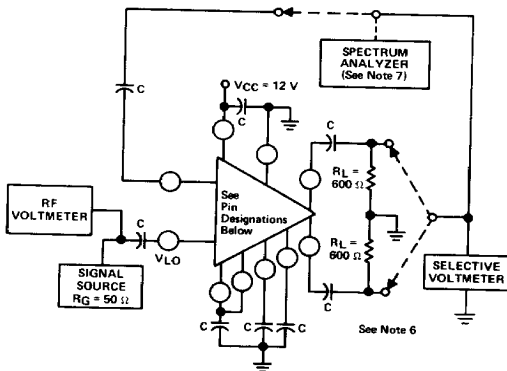 SPECTRUM
ANALYZER
(See Note 7)
C
VCC = 12 V
C
C
RL =
600 Ω
See
Pin
Designations
Below
RF
VOLTMETER
C
VLO
SIGNAL
SOURCE
RG = 50 Ω
RL =
600 Ω
SELECTIVE
VOLTMETER
C
C
C
C
See Note 6